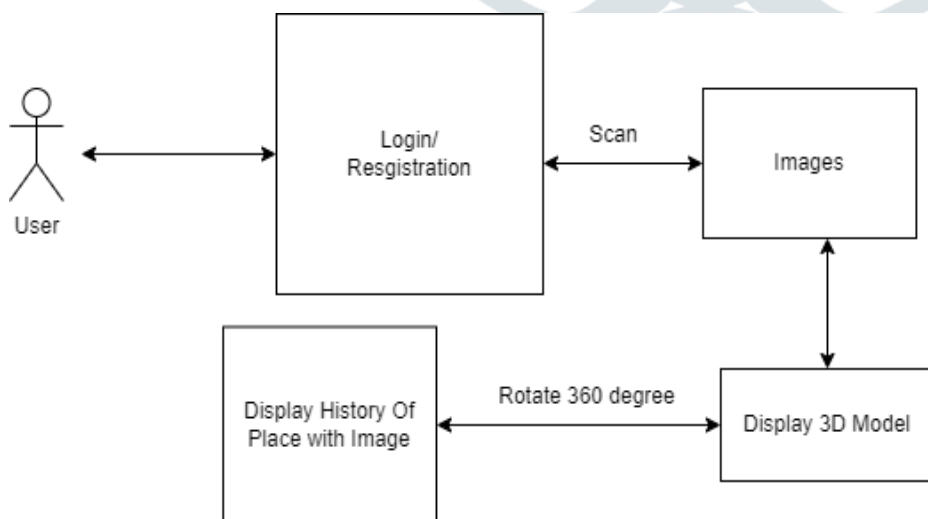 Login/
Resgistration
Scan
Images
User
Rotate 360 degree
Display History Of
Place with Image
Display 3D Model